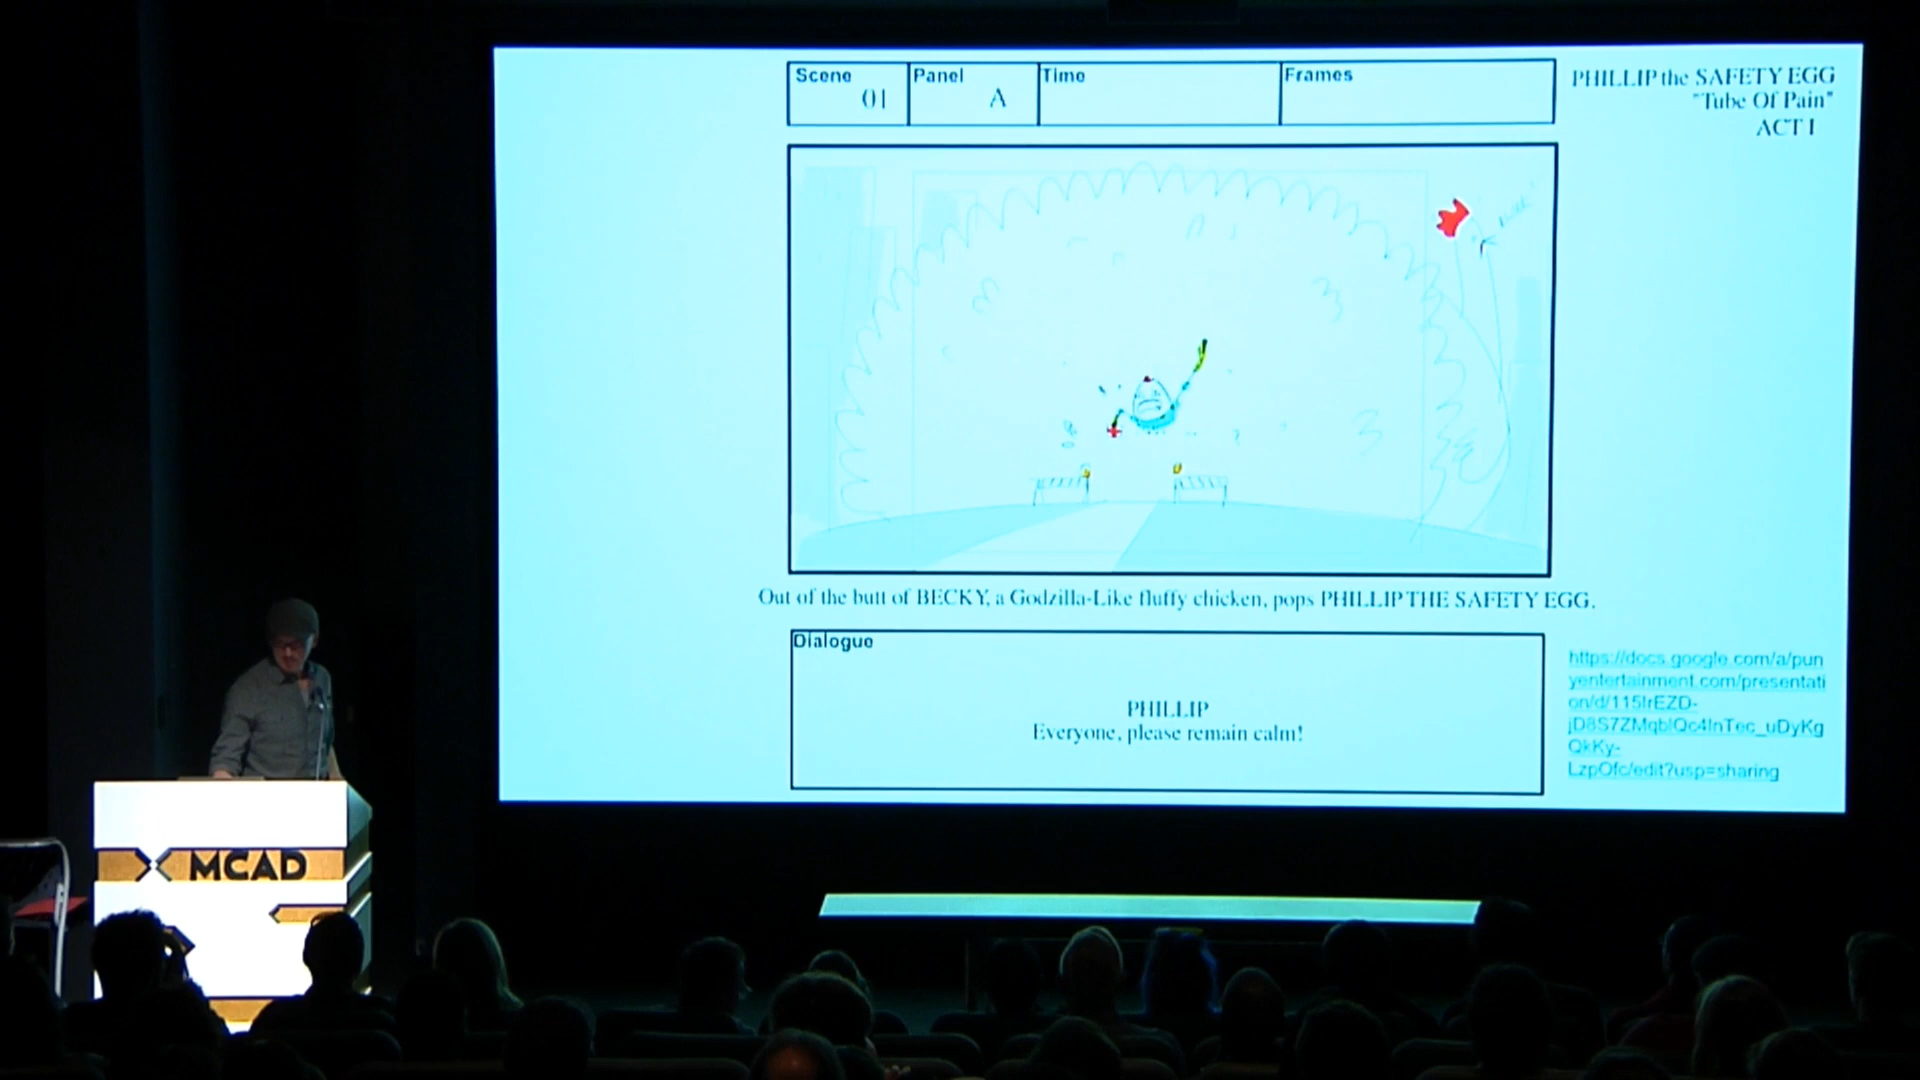 Scene
01
Panel
A
Time
Frames
PHILLIP the SAFETY EGG
"Tube Of Pain"
ACT I
Out of the butt of BECKY, a Godzilla-Like fluffy chicken, pops PHILLIP THE SAFETY EGG.
Dialogue
PHILLIP
Everyone, please remain calm!
https://docs.google.com/a/pun
yentertainment.com/presentati
QkKy-
LzpOfc/edit?usp=sharing
MCAD